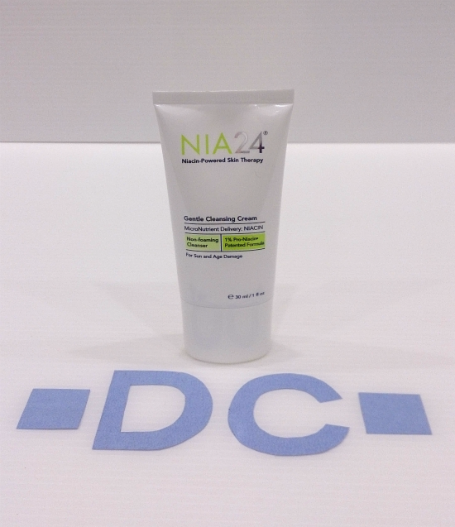 NIA24®
Niacin-Powered Skin Therapy
Gentle Cleansing Cream
MicroNutrient Delivery: NIACIN
Non-foaming Cleanser
1% Pro-Niacin®
Patented Formula
For Sun and Age Damage
℮ 30 ml / 1 fl oz
DC